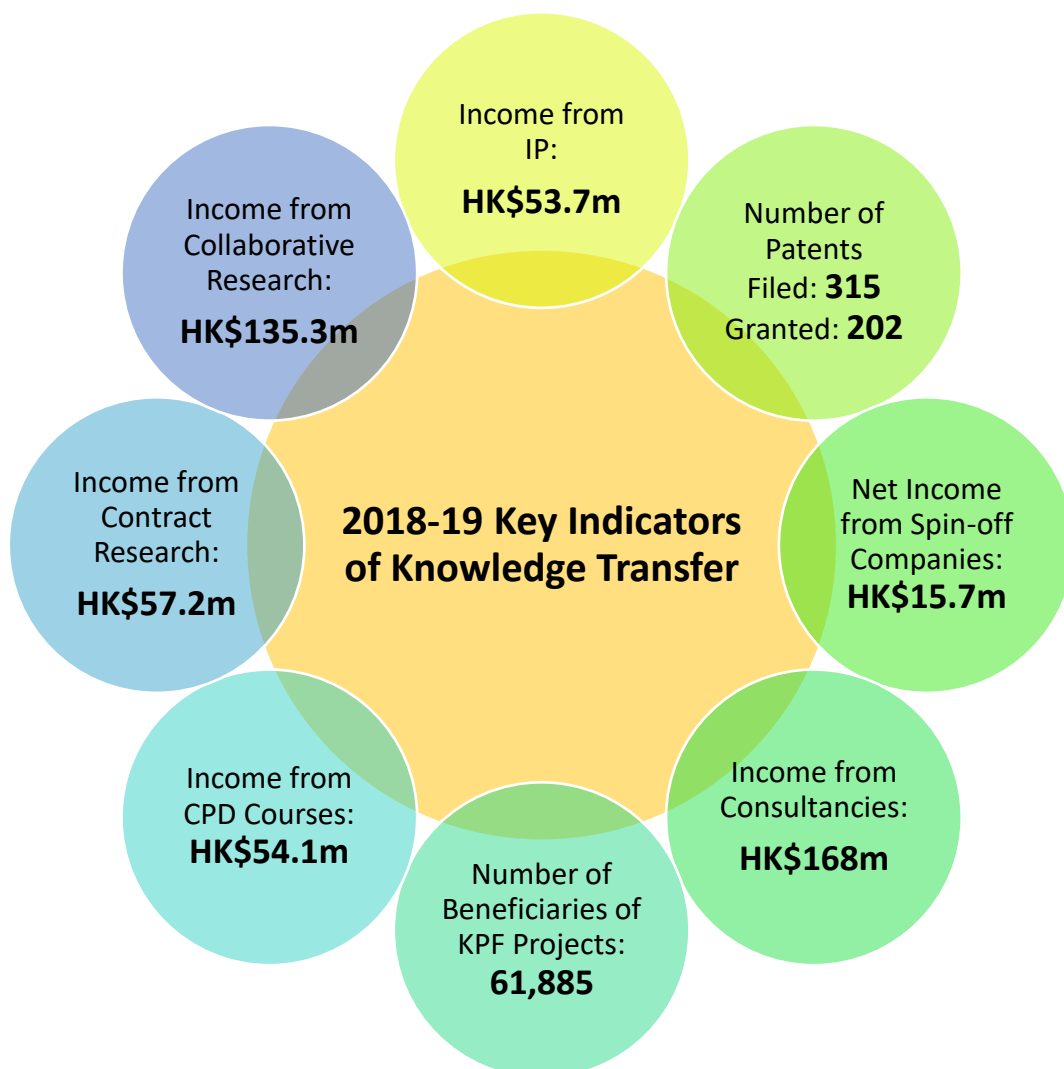 Income from
IP:
HK$53.7m
Number of
Patents
Filed: 315
Granted: 202
Net Income
from Spin-off
Companies:
HK$15.7m
Income from
Consultancies:
HK$168m
Number of
Beneficiaries of
KPF Projects:
61,885
Income from
CPD Courses:
HK$54.1m
Income from
Contract
Research:
HK$57.2m
Income from
Collaborative
Research:
HK$135.3m
2018-19 Key Indicators
of Knowledge Transfer